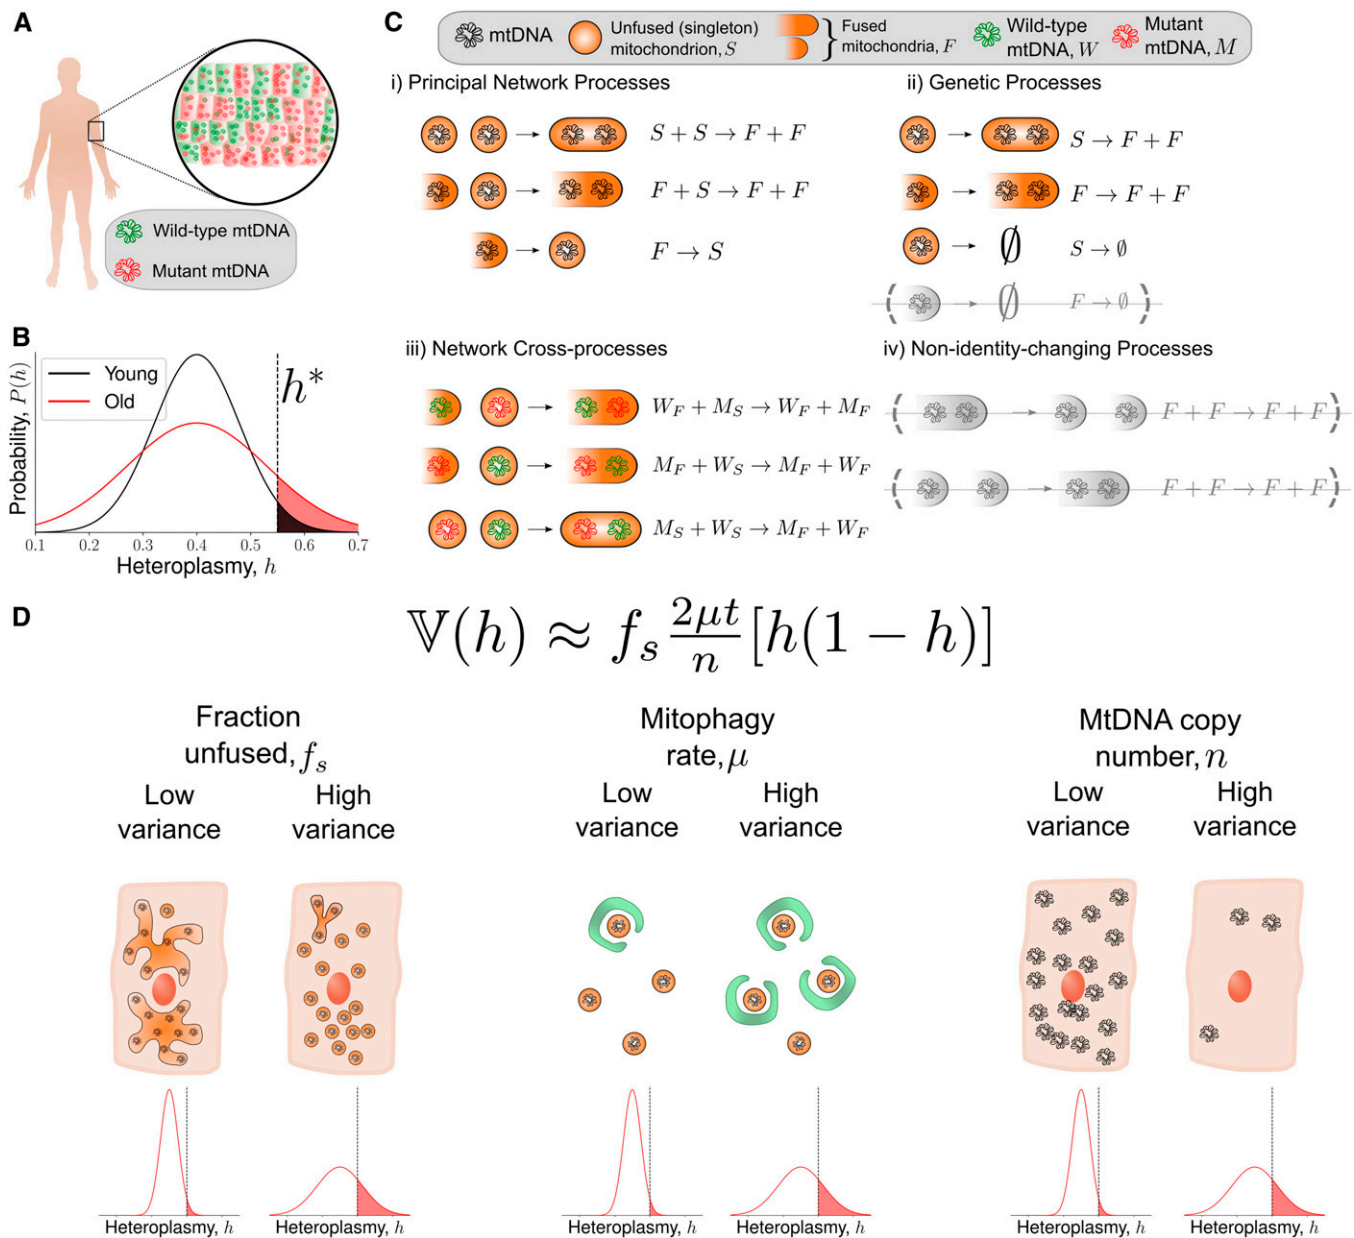 A
Wild-type mtDNA
Mutant mtDNA
B
Probability, P(h)
Young
Old
h*
0.1 0.2 0.3 0.4 0.5 0.6 0.7
Heteroplasmy, h
C
mtDNA
Unfused (singleton)
mitochondrion, S
Fused
mitochondria, F
Wild-type
mtDNA, W
Mutant
mtDNA, M
i) Principal Network Processes
S + S → F + F
F + S → F + F
F → S
ii) Genetic Processes
S → F + F
F → F + F
∅ S → ∅
( ∅ F → ∅ )
iii) Network Cross-processes
W_F + M_S → W_F + M_F
M_F + W_S → M_F + W_F
M_S + W_S → M_F + W_F
iv) Non-identity-changing Processes
( F + F → F + F )
( F + F → F + F )
D
𝕍(h) ≈ f_s 2μt/n [h(1 − h)]
Fraction
unfused, f_s
Low
variance
High
variance
Heteroplasmy, h
Heteroplasmy, h
Mitophagy
rate, μ
Low
variance
High
variance
Heteroplasmy, h
Heteroplasmy, h
MtDNA copy
number, n
Low
variance
High
variance
Heteroplasmy, h
Heteroplasmy, h